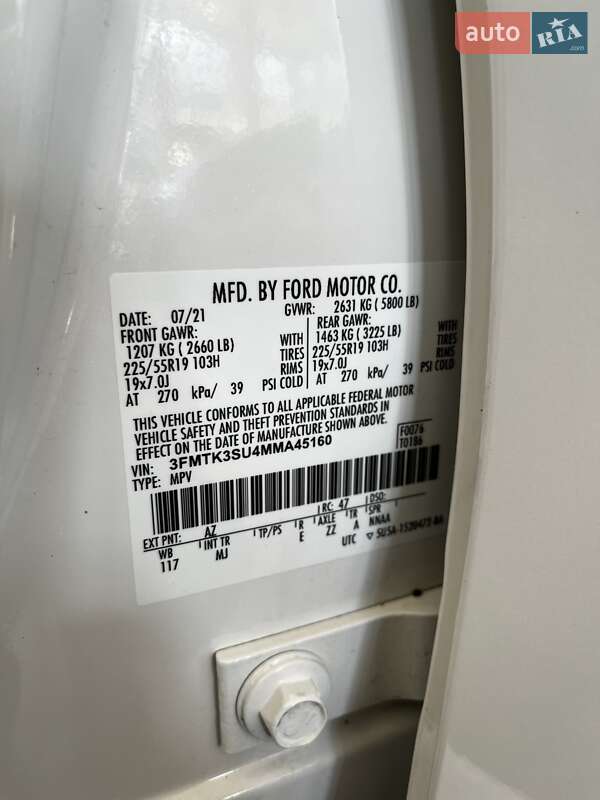 auto RIA.com
MFD. BY FORD MOTOR CO.
DATE: 07/21 GVWR: 2631 KG ( 5800 LB)
FRONT GAWR: REAR GAWR:
1207 KG ( 2660 LB) WITH 1463 KG ( 3225 LB) WITH
225/55R19 103H TIRES 225/55R19 103H TIRES
19x7.0J RIMS 19x7.0J RIMS
AT 270 kPa/ 39 PSI COLD AT 270 kPa/ 39 PSI COLD
THIS VEHICLE CONFORMS TO ALL APPLICABLE FEDERAL MOTOR
VEHICLE SAFETY AND THEFT PREVENTION STANDARDS IN
EFFECT ON THE DATE OF MANUFACTURE SHOWN ABOVE.
VIN: 3FMTK3SU4MMA45160 F0076
TYPE: MPV T0186
EXT PNT: AZ RC: 47 DSO:
WB INT TR TP/PS R AXLE TR SPR
117 MJ E ZZ A NNAA
UTC